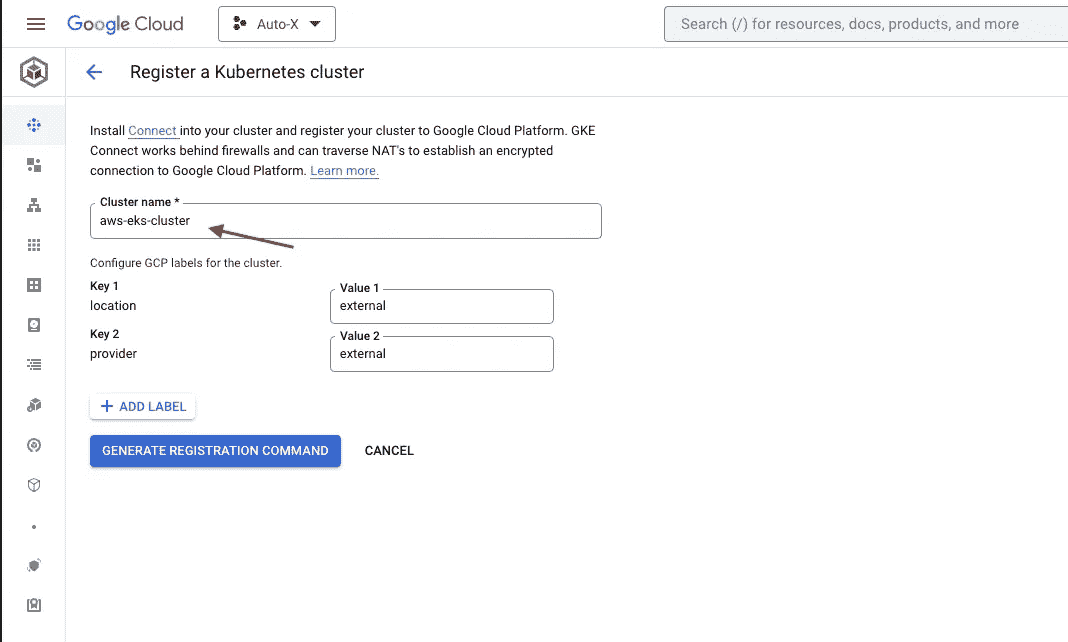 Google Cloud
Auto-X
Search (/) for resources, docs, products, and more
Register a Kubernetes cluster
Install Connect into your cluster and register your cluster to Google Cloud Platform. GKE
Connect works behind firewalls and can traverse NAT's to establish an encrypted
connection to Google Cloud Platform. Learn more.
Cluster name *
aws-eks-cluster
Configure GCP labels for the cluster.
Key 1
location
Value 1
external
Key 2
provider
Value 2
external
ADD LABEL
GENERATE REGISTRATION COMMAND
CANCEL